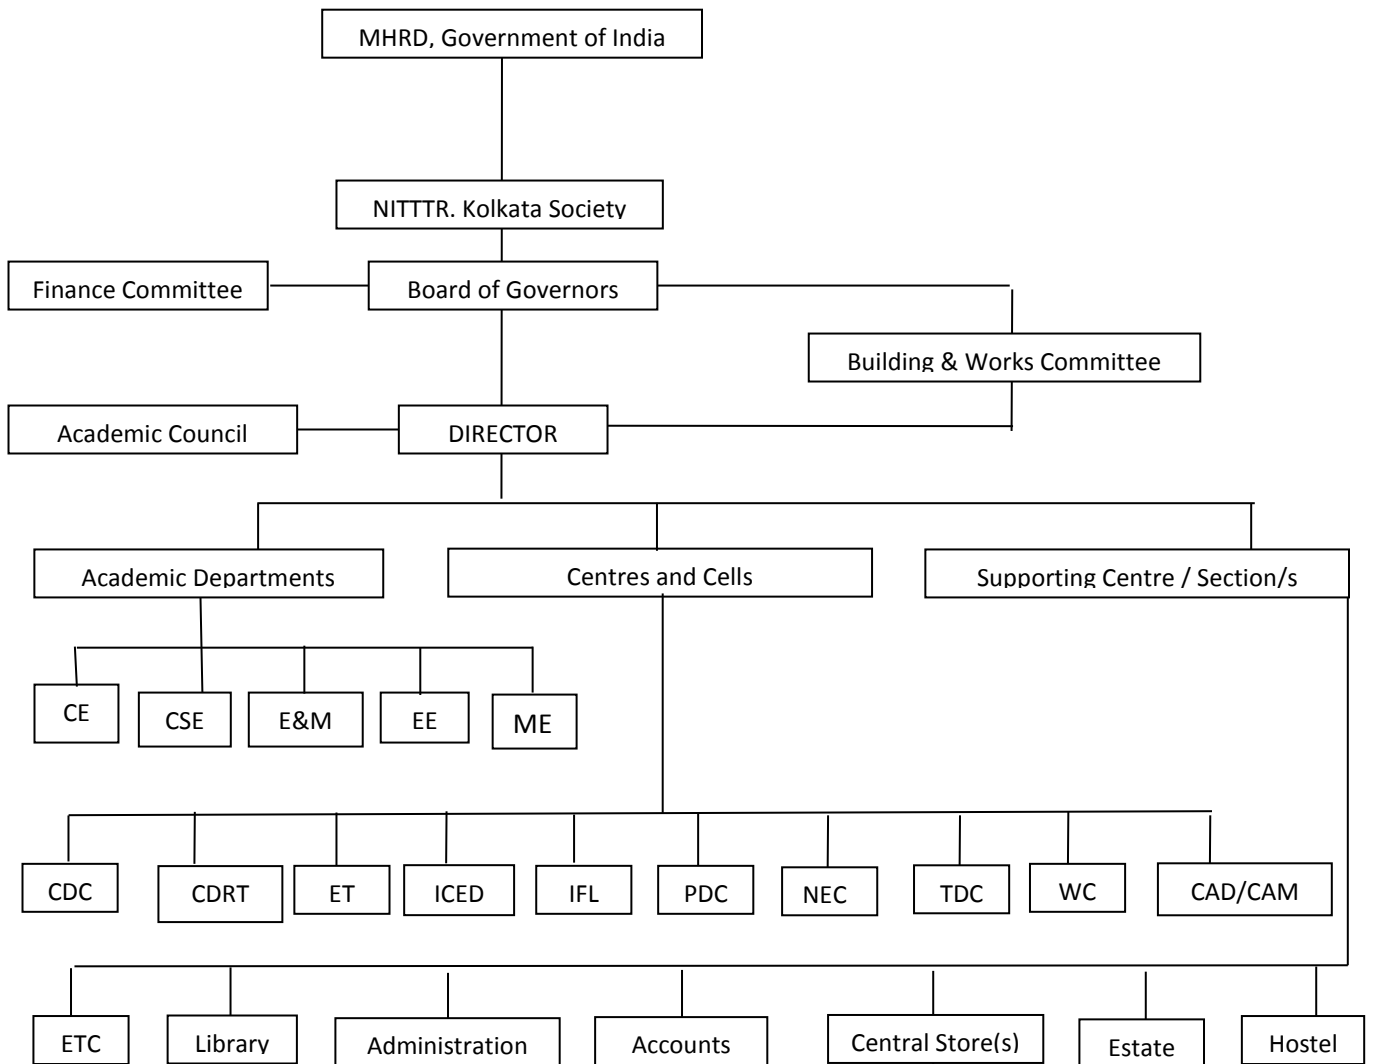 MHRD, Government of India
NITTTR. Kolkata Society
Finance Committee
Board of Governors
Building & Works Committee
Academic Council
DIRECTOR
Academic Departments
Centres and Cells
Supporting Centre / Section/s
CE
CSE
E&M
EE
ME
CDC
CDRT
ET
ICED
IFL
PDC
NEC
TDC
WC
CAD/CAM
ETC
Library
Administration
Accounts
Central Store(s)
Estate
Hostel